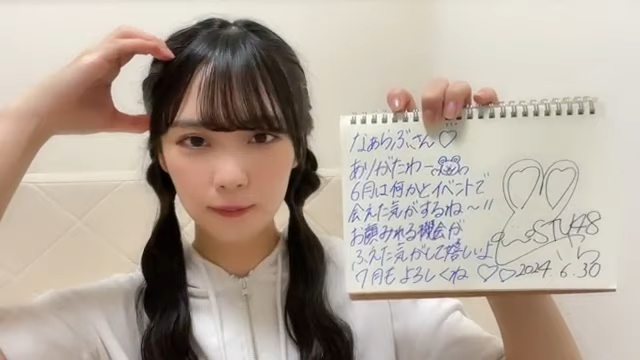 なぁらぶさん♡
ありがたわー
6月は何かとイベントで
会えた気がするね～!!
お顔みれる機会が
ふえた気がして嬉しいよ
7月もよろしくね ♡♡
STU48
2024.6.30